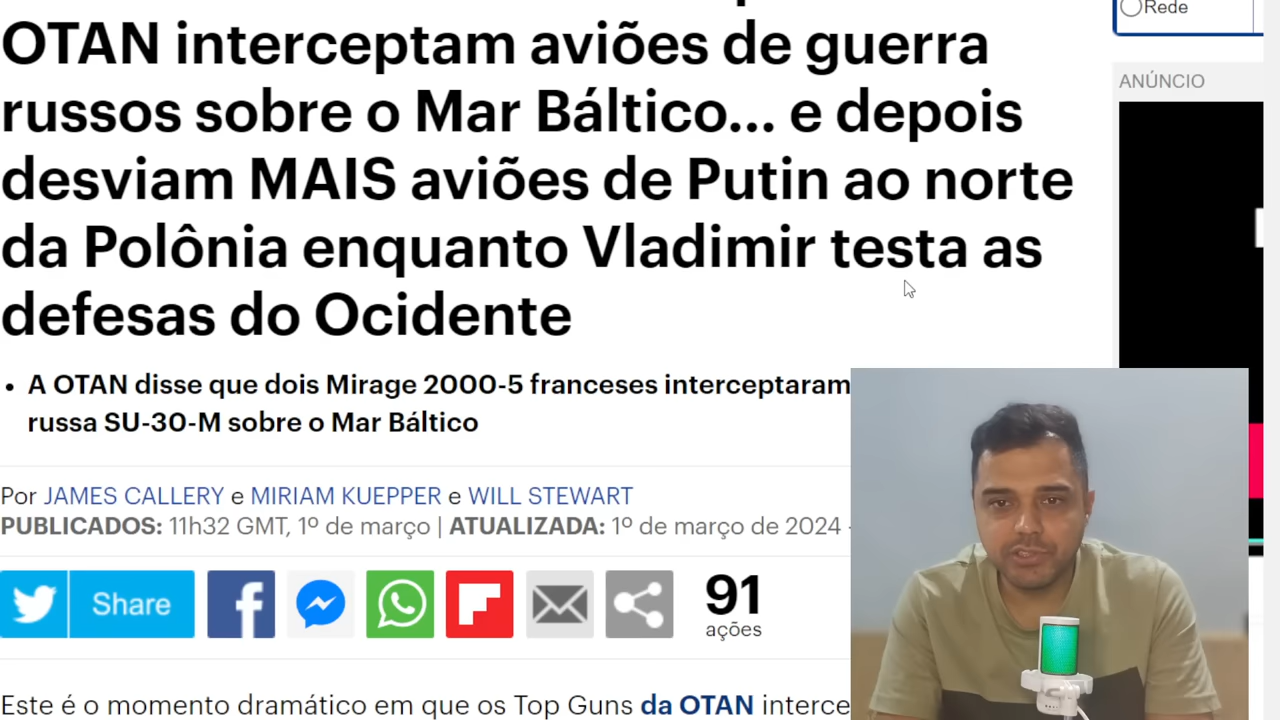 OTAN interceptam aviões de guerra
russos sobre o Mar Báltico... e depois
desviam MAIS aviões de Putin ao norte
da Polônia enquanto Vladimir testa as
defesas do Ocidente
• A OTAN disse que dois Mirage 2000-5 franceses interceptaram
russa SU-30-M sobre o Mar Báltico
Por JAMES CALLERY e MIRIAM KUEPPER e WILL STEWART
PUBLICADOS: 11h32 GMT, 1º de março | ATUALIZADA: 1º de março de 2024
Share
91
ações
Este é o momento dramático em que os Top Guns da OTAN interce
Rede
ANÚNCIO